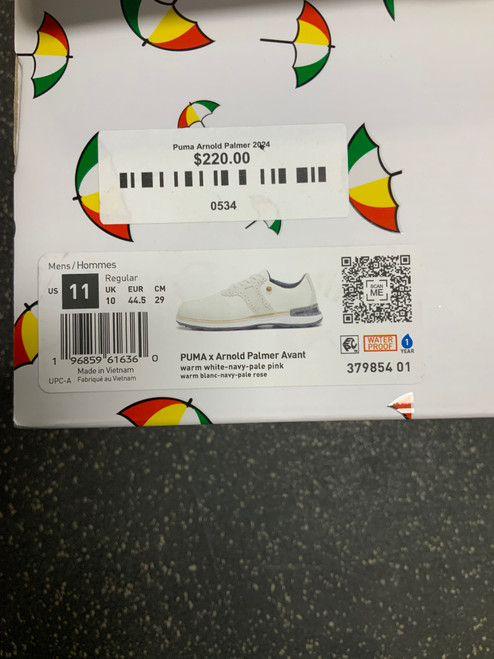 Puma Arnold Palmer 2024
$220.00
0534
Mens/Hommes
Regular
US 11 UK 10 EUR 44.5 CM 29
SCAN ME
1 96859 61636 0
Made in Vietnam
UPC-A Fabriqué au Vietnam
PUMA x Arnold Palmer Avant
warm white-navy-pale pink
warm blanc-navy-pale rose
WATER PROOF
1 YEAR
379854 01